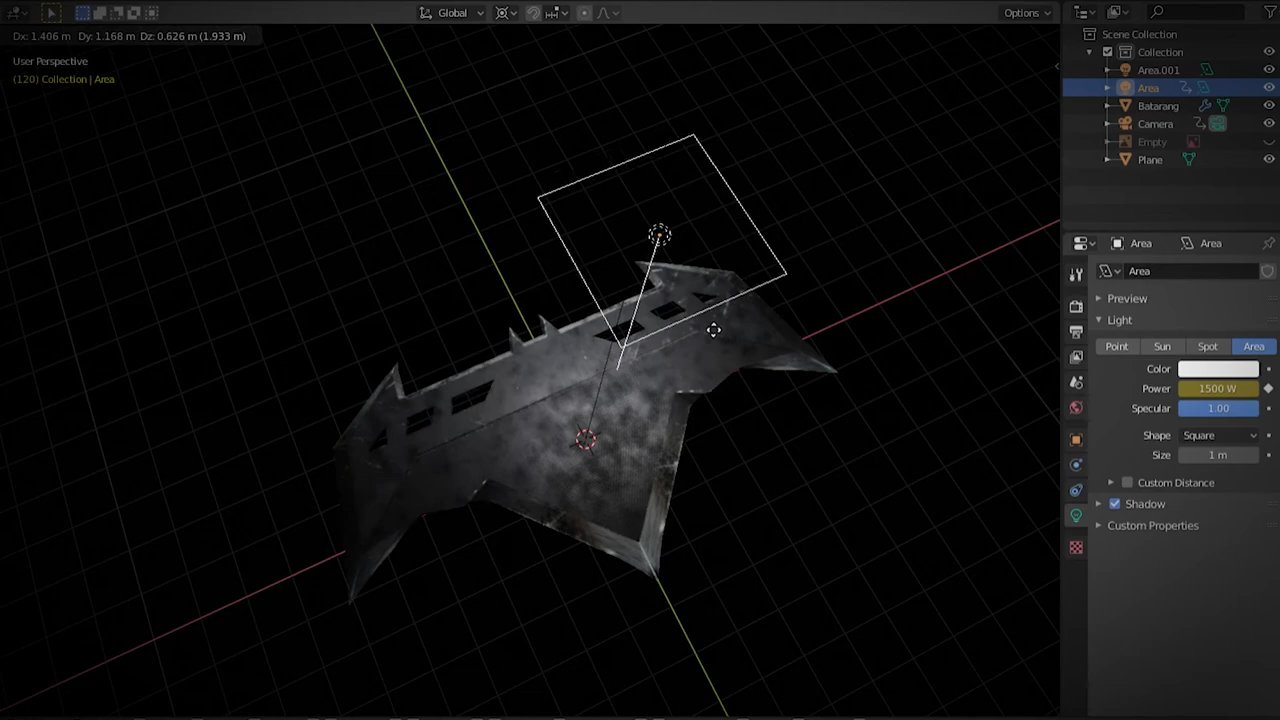 Global
Options
Dx: 1.406 m Dy: 1.168 m Dz: 0.626 m (1.933 m)
User Perspective
(120) Collection | Area
Scene Collection
Collection
Area.001
Area
Batarang
Camera
Empty
Plane
Area Area
Area
Preview
Light
Point Sun Spot Area
Color
Power 1500 W
Specular 1.00
Shape Square
Size 1 m
Custom Distance
Shadow
Custom Properties